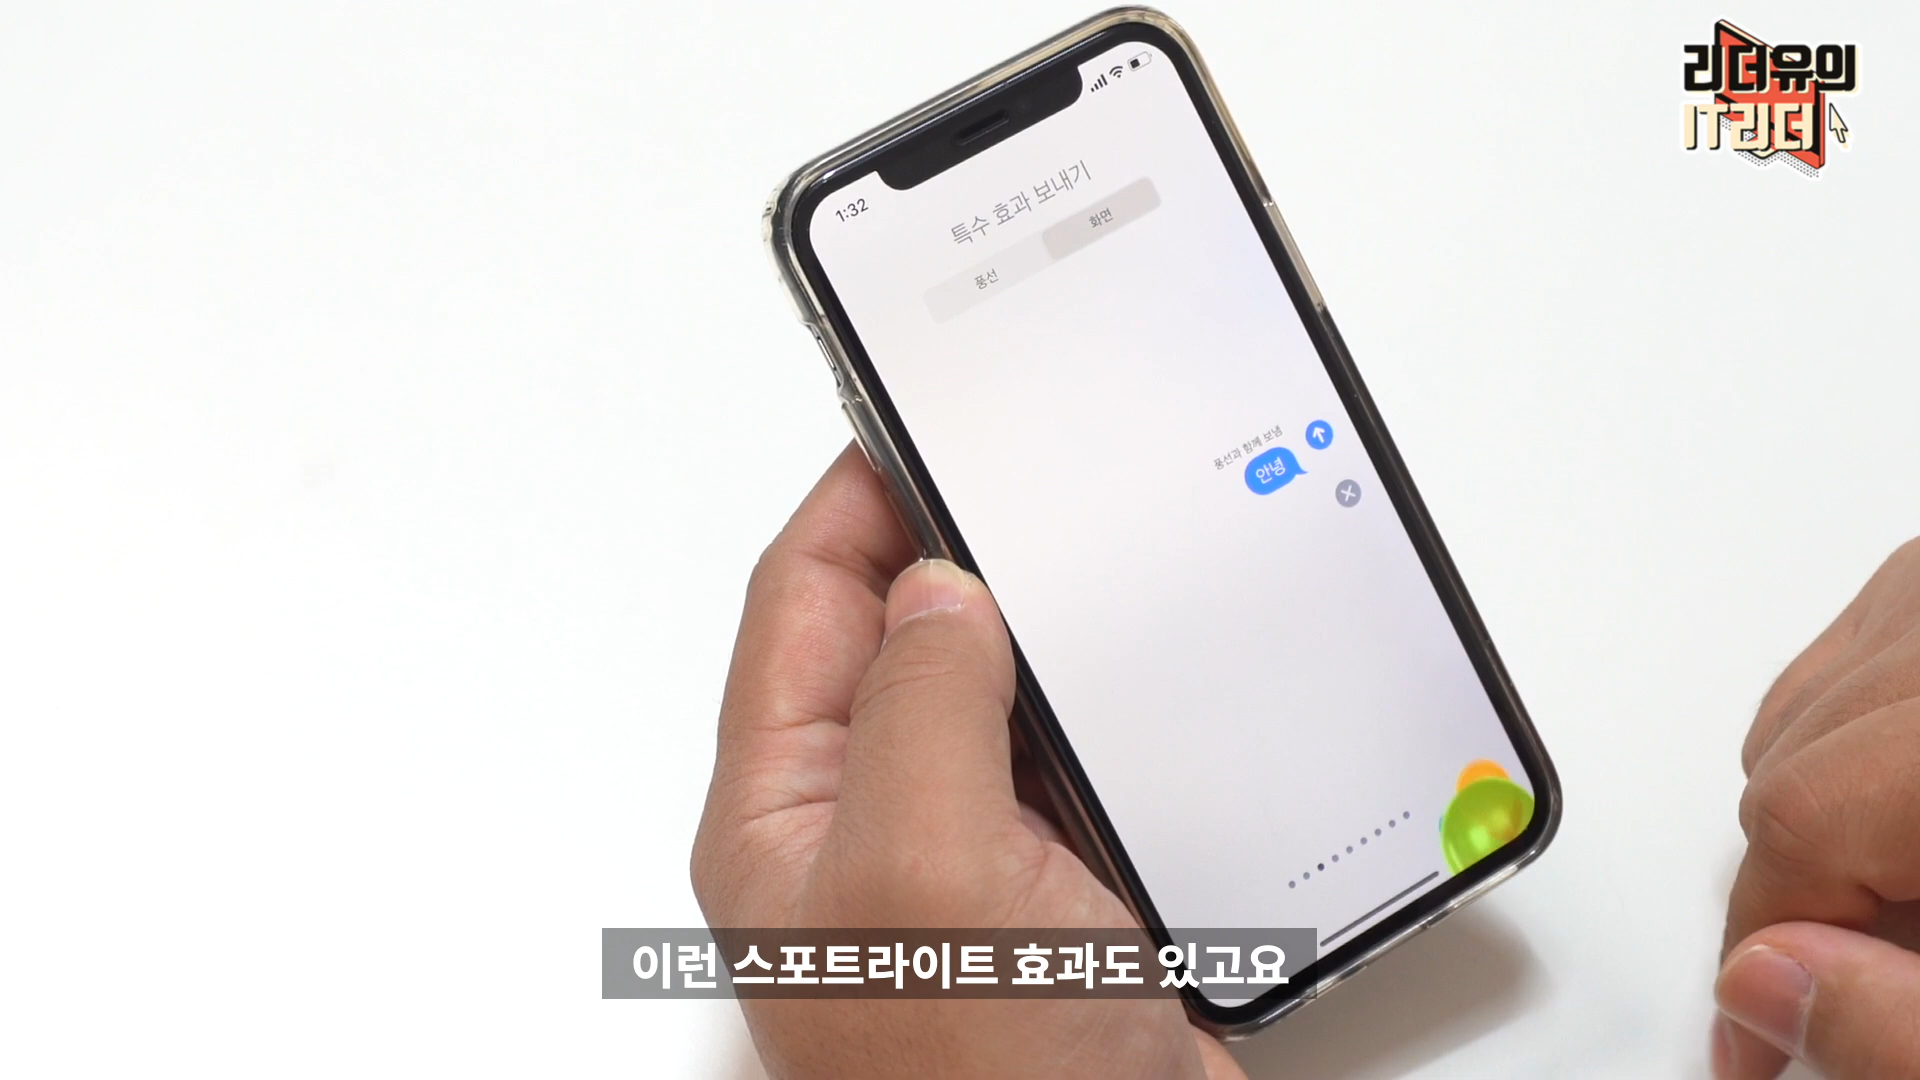 리더유의
IT리더
1:32
특수 효과 보내기
풍선
화면
풍선과 함께 보냄
안녕
이런 스포트라이트 효과도 있고요